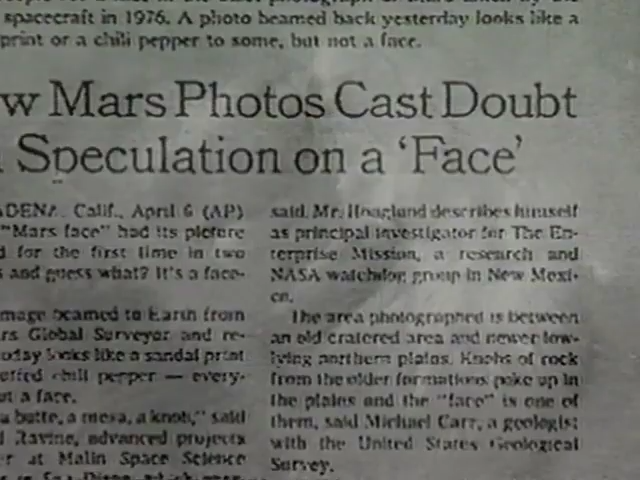 spacecraft in 1976. A photo beamed back yesterday looks like a
print or a chili pepper to some, but not a face.
w Mars Photos Cast Doubt
Speculation on a 'Face'
ADENA, Calif., April 6 (AP)
"Mars face" had its picture
d for the first time in two
s and guess what? It's a face-
mage beamed to Earth from
rs Global Surveyor and re-
oday looks like a sandal print
chili pepper — every-
ut a face.
a butte, a mesa, a knob," said
l Ravine, advanced projects
er at Malin Space Science
said. Mr. Hoagland describes himself
as principal investigator for The En-
terprise Mission, a research and
NASA watchdog group in New Mexi-
co.
The area photographed is between
an old cratered area and newer low-
lying northern plains. Knobs of rock
from the older formations poke up in
the plains and the "face" is one of
them, said Michael Carr, a geologist
with the United States Geological
Survey.